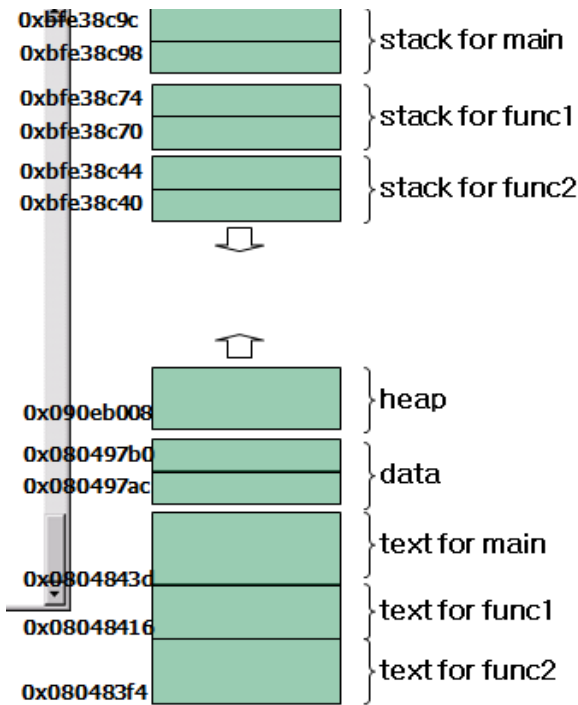 0xbfe38c9c
stack for main
0xbfe38c98
0xbfe38c74
stack for func1
0xbfe38c70
0xbfe38c44
stack for func2
0xbfe38c40
heap
0x090eb008
0x080497b0
data
0x080497ac
text for main
0x0804843d
text for func1
0x08048416
text for func2
0x080483f4